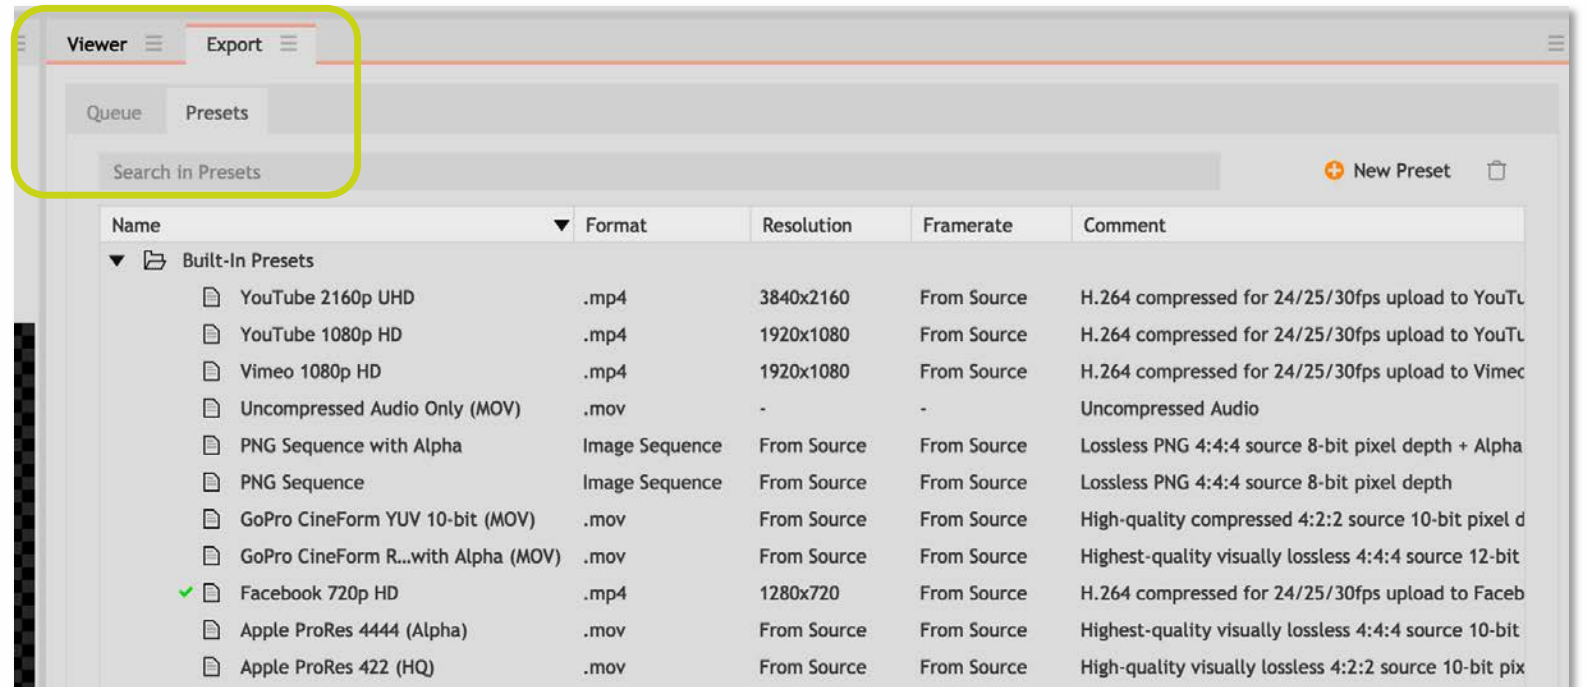 Viewer Export
Queue Presets
Search in Presets New Preset
Name Format Resolution Framerate Comment
Built-In Presets
YouTube 2160p UHD .mp4 3840x2160 From Source H.264 compressed for 24/25/30fps upload to YouTu
YouTube 1080p HD .mp4 1920x1080 From Source H.264 compressed for 24/25/30fps upload to YouTu
Vimeo 1080p HD .mp4 1920x1080 From Source H.264 compressed for 24/25/30fps upload to Vimeo
Uncompressed Audio Only (MOV) .mov - - Uncompressed Audio
PNG Sequence with Alpha Image Sequence From Source From Source Lossless PNG 4:4:4 source 8-bit pixel depth + Alpha
PNG Sequence Image Sequence From Source From Source Lossless PNG 4:4:4 source 8-bit pixel depth
GoPro CineForm YUV 10-bit (MOV) .mov From Source From Source High-quality compressed 4:2:2 source 10-bit pixel d
GoPro CineForm R...with Alpha (MOV) .mov From Source From Source Highest-quality visually lossless 4:4:4 source 12-bit
Facebook 720p HD .mp4 1280x720 From Source H.264 compressed for 24/25/30fps upload to Faceb
Apple ProRes 4444 (Alpha) .mov From Source From Source Highest-quality visually lossless 4:4:4 source 10-bit
Apple ProRes 422 (HQ) .mov From Source From Source High-quality visually lossless 4:2:2 source 10-bit pix